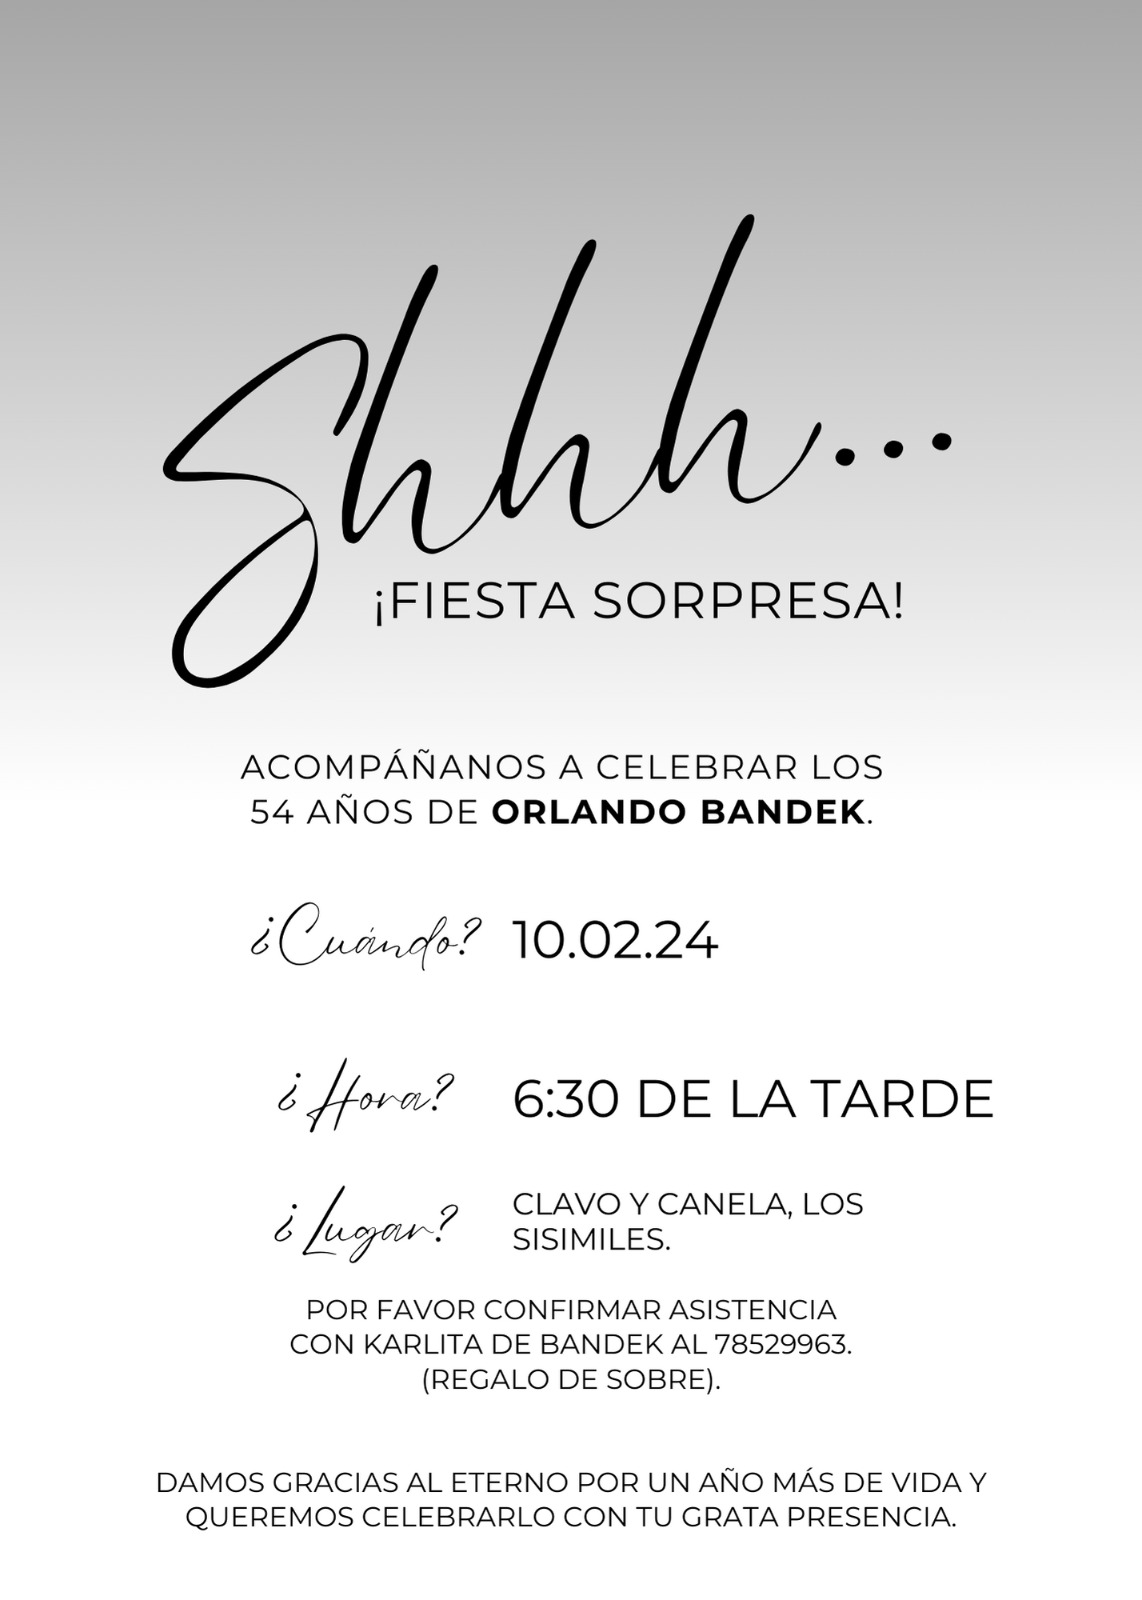 Shhh...
¡FIESTA SORPRESA!
ACOMPÁÑANOS A CELEBRAR LOS
54 AÑOS DE ORLANDO BANDEK.
¿Cuándo? 10.02.24
¿Hora? 6:30 DE LA TARDE
¿Lugar? CLAVO Y CANELA, LOS
SISIMILES.
POR FAVOR CONFIRMAR ASISTENCIA
CON KARLITA DE BANDEK AL 78529963.
(REGALO DE SOBRE).
DAMOS GRACIAS AL ETERNO POR UN AÑO MÁS DE VIDA Y
QUEREMOS CELEBRARLO CON TU GRATA PRESENCIA.